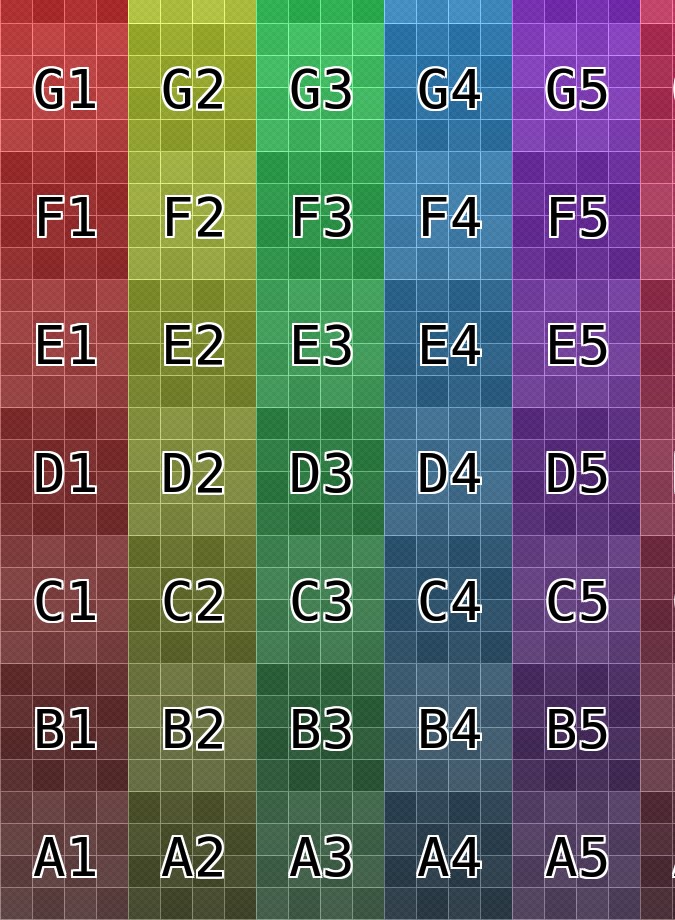 G1 G2 G3 G4 G5
F1 F2 F3 F4 F5
E1 E2 E3 E4 E5
D1 D2 D3 D4 D5
C1 C2 C3 C4 C5
B1 B2 B3 B4 B5
A1 A2 A3 A4 A5